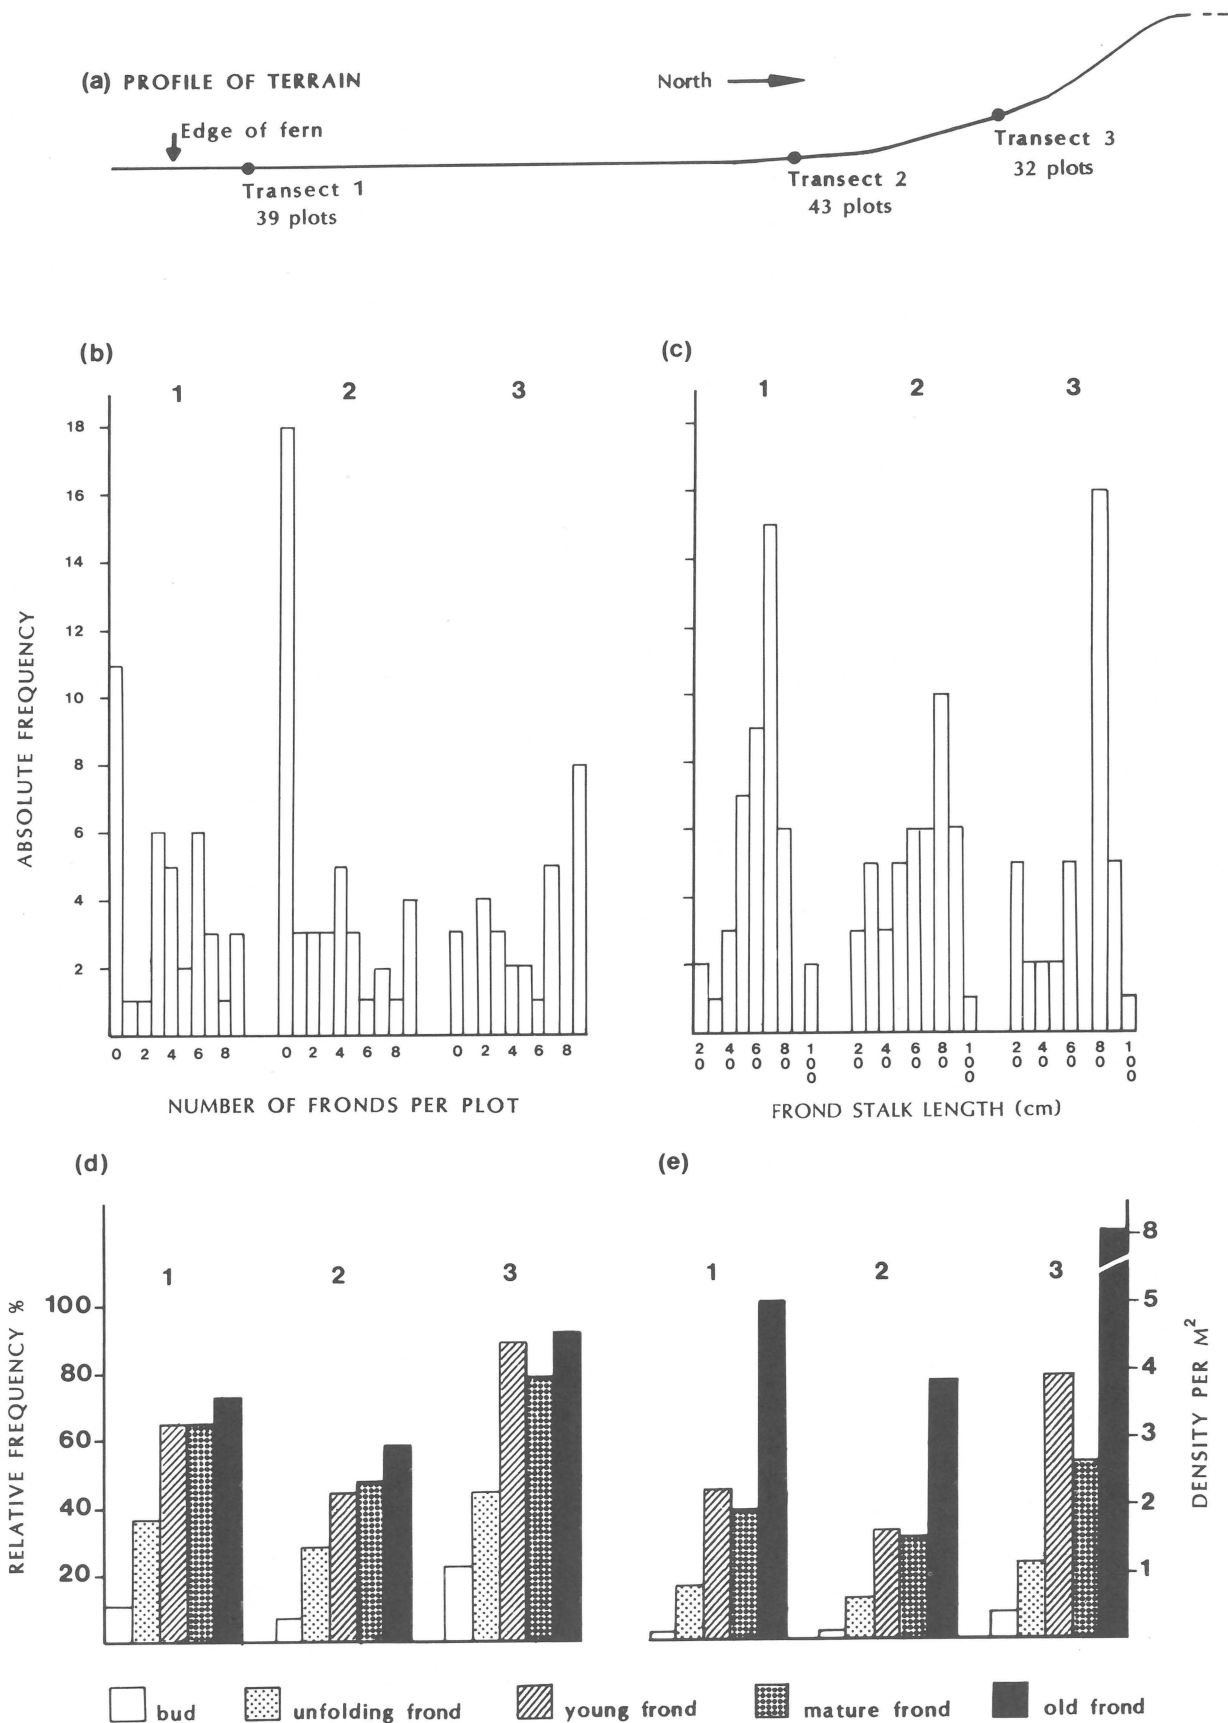 (a) PROFILE OF TERRAIN
North
Edge of fern
Transect 1
39 plots
Transect 2
43 plots
Transect 3
32 plots
(b)
1 2 3
ABSOLUTE FREQUENCY
18
16
14
12
10
8
6
4
2
0 2 4 6 8 0 2 4 6 8 0 2 4 6 8
NUMBER OF FRONDS PER PLOT
(c)
1 2 3
20 40 60 80 100 20 40 60 80 100 20 40 60 80 100
FROND STALK LENGTH (cm)
(d)
1 2 3
RELATIVE FREQUENCY %
100
80
60
40
20
(e)
1 2 3
8
5
4
3
2
1
DENSITY PER M²
bud unfolding frond young frond mature frond old frond